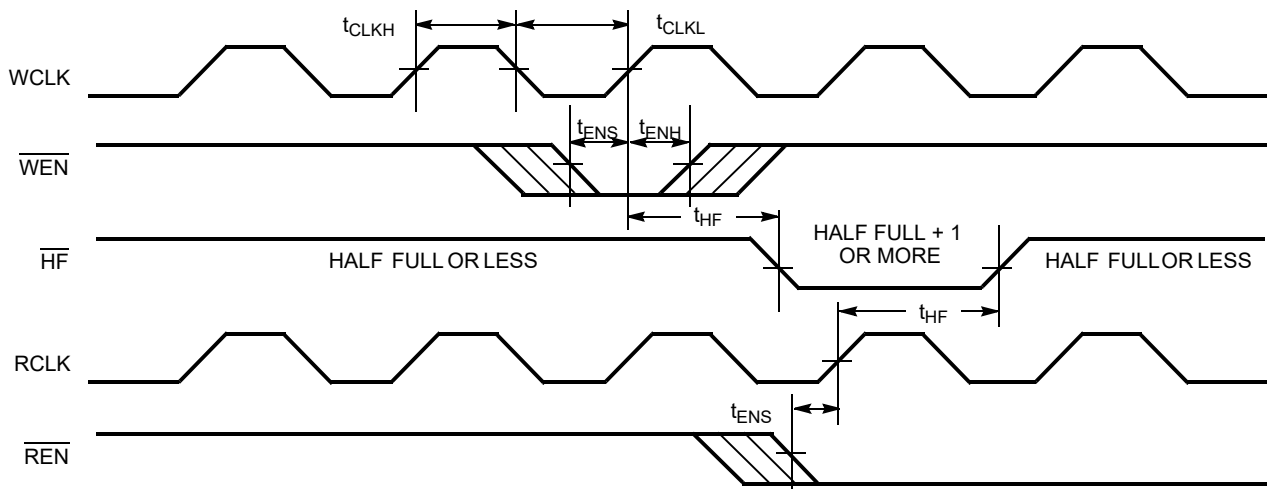 tCLKH
tCLKL
WCLK
tENS
tENH
WEN
tHF
HALF FULL + 1
OR MORE
HF
HALF FULL OR LESS
HALF FULL OR LESS
tHF
RCLK
tENS
REN